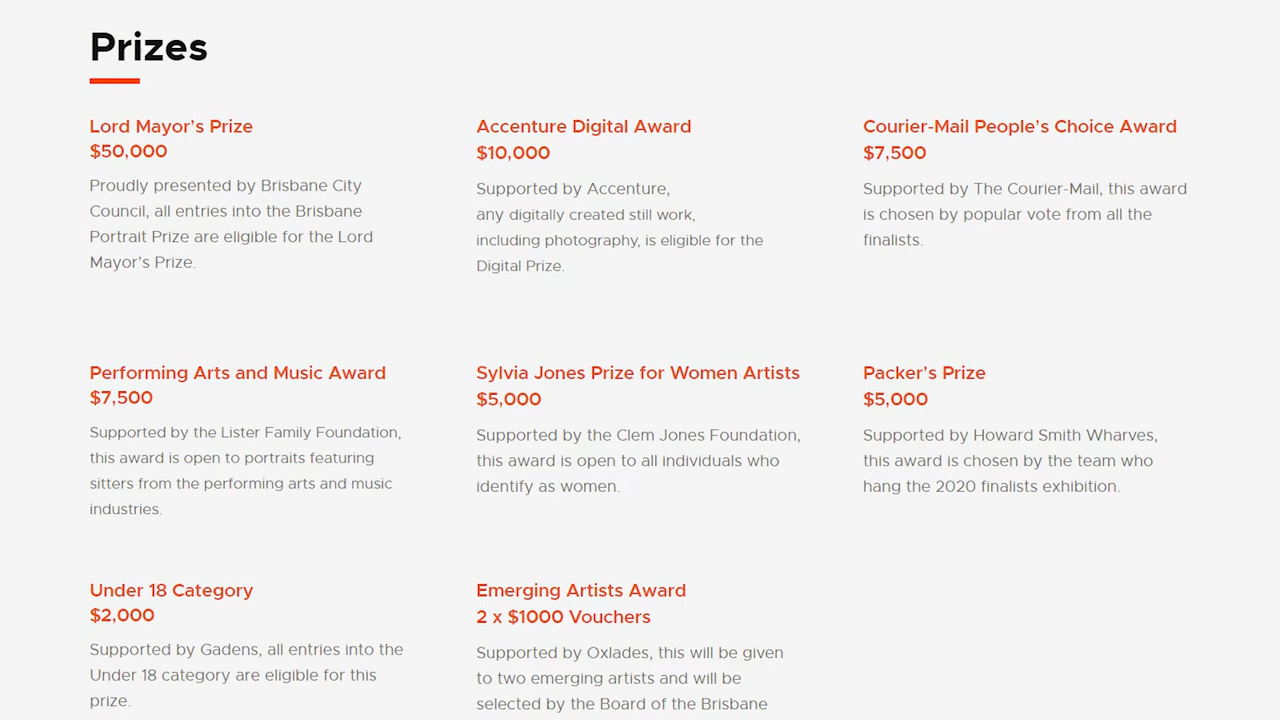 Prizes
Lord Mayor's Prize
$50,000
Proudly presented by Brisbane City
Council, all entries into the Brisbane
Portrait Prize are eligible for the Lord
Mayor's Prize.
Accenture Digital Award
$10,000
Supported by Accenture,
any digitally created still work,
including photography, is eligible for the
Digital Prize.
Courier-Mail People's Choice Award
$7,500
Supported by The Courier-Mail, this award
is chosen by popular vote from all the
finalists.
Performing Arts and Music Award
$7,500
Supported by the Lister Family Foundation,
this award is open to portraits featuring
sitters from the performing arts and music
industries.
Sylvia Jones Prize for Women Artists
$5,000
Supported by the Clem Jones Foundation,
this award is open to all individuals who
identify as women.
Packer's Prize
$5,000
Supported by Howard Smith Wharves,
this award is chosen by the team who
hang the 2020 finalists exhibition.
Under 18 Category
$2,000
Supported by Gadens, all entries into the
Under 18 category are eligible for this
prize.
Emerging Artists Award
2 x $1000 Vouchers
Supported by Oxlades, this will be given
to two emerging artists and will be
selected by the Board of the Brisbane